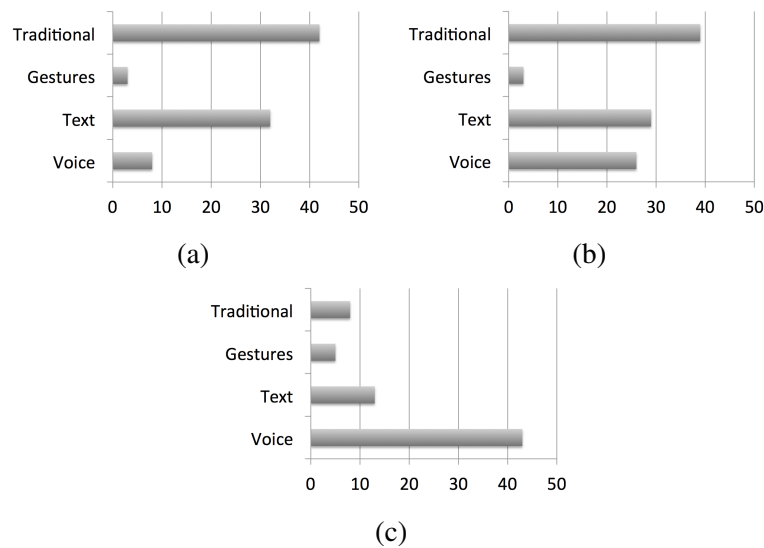 Traditional
Gestures
Text
Voice
0 10 20 30 40 50
(a)
Traditional
Gestures
Text
Voice
0 10 20 30 40 50
(b)
Traditional
Gestures
Text
Voice
0 10 20 30 40 50
(c)